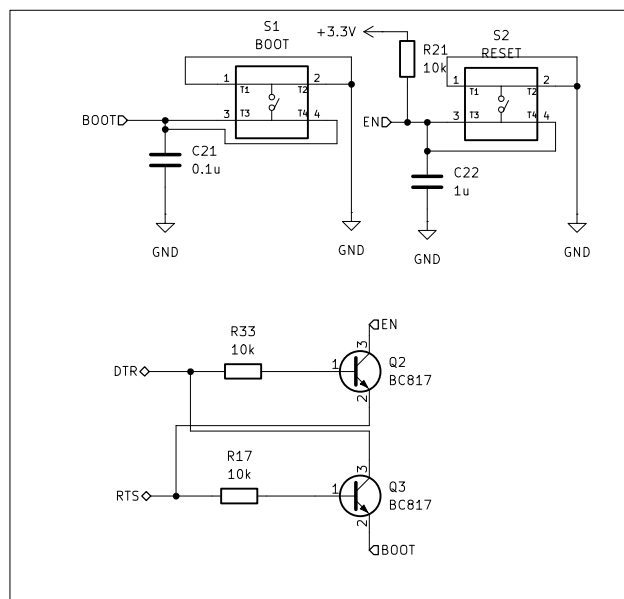 S1
BOOT
1
2
T1
T2
T3
T4
3
4
BOOT
C21
0.1u
GND
GND
+3.3V
R21
10k
S2
RESET
1
2
T1
T2
T3
T4
3
4
EN
C22
1u
GND
GND
EN
R33
10k
3
Q2
BC817
DTR
1
2
R17
10k
3
Q3
BC817
RTS
1
2
BOOT